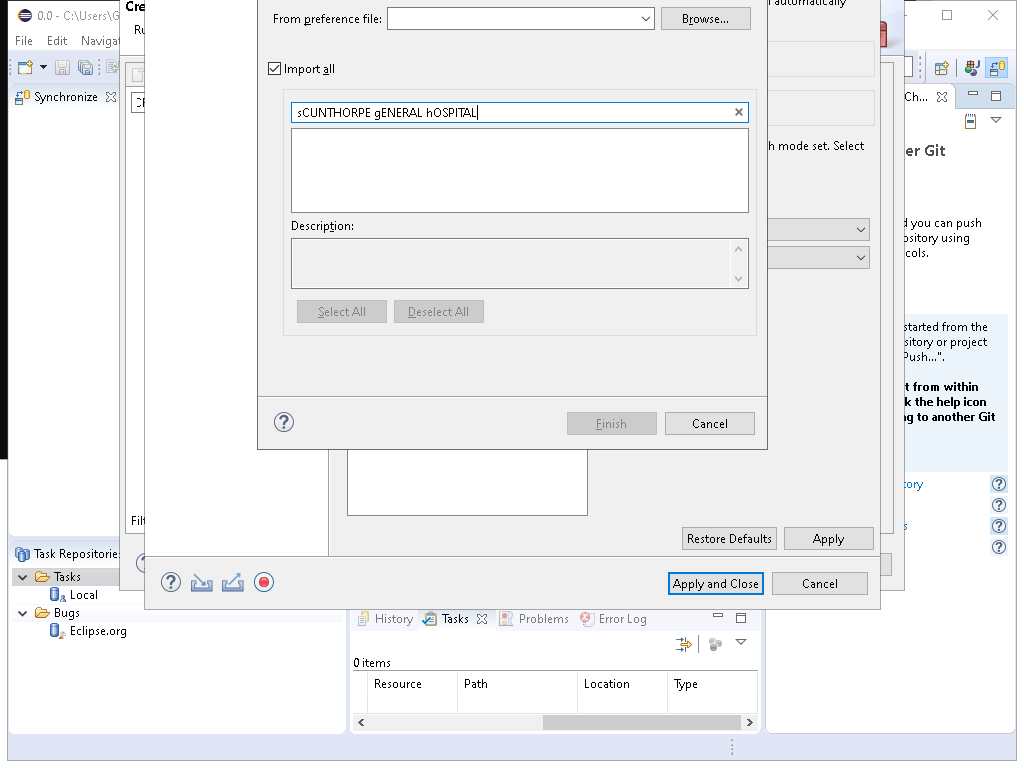 0.0 - C:\Users\G
Cre
File Edit Navigat
Ru
From preference file:
Browse...
automatically
Import all
Synchronize
Ch...
sCUNTHORPE gENERAL hOSPITAL
h mode set. Select
er Git
Description:
d you can push
ository using
cols.
Select All
Deselect All
started from the
sitory or project
Push...".
t from within
k the help icon
ng to another Git
Finish
Cancel
ory
s
Filt
Restore Defaults
Apply
Task Repositories
Tasks
Local
Bugs
Eclipse.org
Apply and Close
Cancel
History
Tasks
Problems
Error Log
0 items
Resource
Path
Location
Type